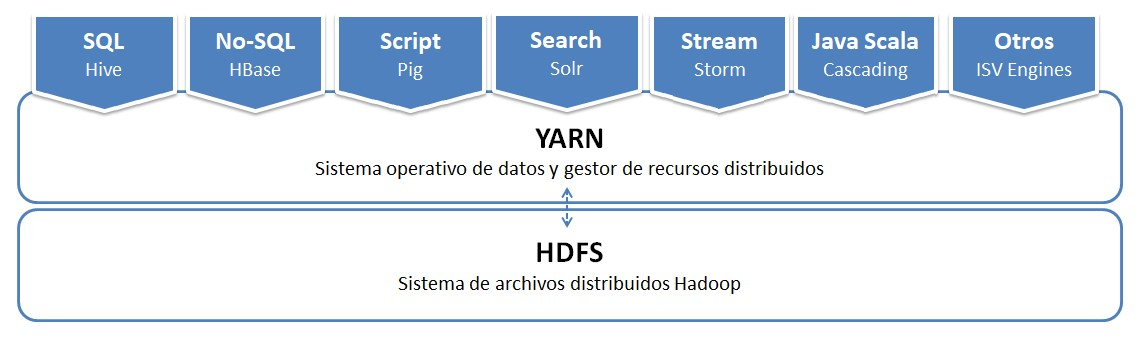 SQL
Hive
No-SQL
HBase
Script
Pig
Search
Solr
Stream
Storm
Java Scala
Cascading
Otros
ISV Engines
YARN
Sistema operativo de datos y gestor de recursos distribuidos
HDFS
Sistema de archivos distribuidos Hadoop